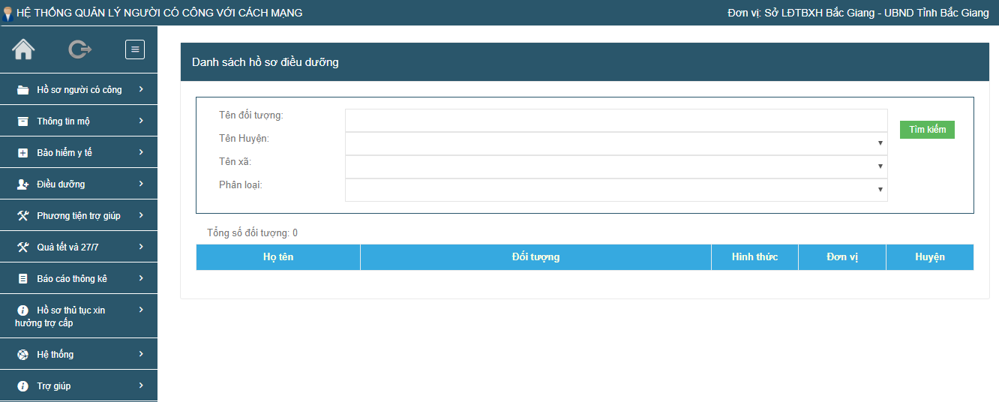 HỆ THỐNG QUẢN LÝ NGƯỜI CÓ CÔNG VỚI CÁCH MẠNG
Đơn vị: Sở LĐTBXH Bắc Giang - UBND Tỉnh Bắc Giang
Hồ sơ người có công
Thông tin mộ
Bảo hiểm y tế
Điều dưỡng
Phương tiện trợ giúp
Quà tết và 27/7
Báo cáo thông kê
Hồ sơ thủ tục xin
hưởng trợ cấp
Hệ thống
Trợ giúp
Danh sách hồ sơ điều dưỡng
Tên đối tượng:
Tìm kiếm
Tên Huyện:
Tên xã:
Phân loại:
Tổng số đối tượng: 0
Họ tên Đối tượng Hình thức Đơn vị Huyện